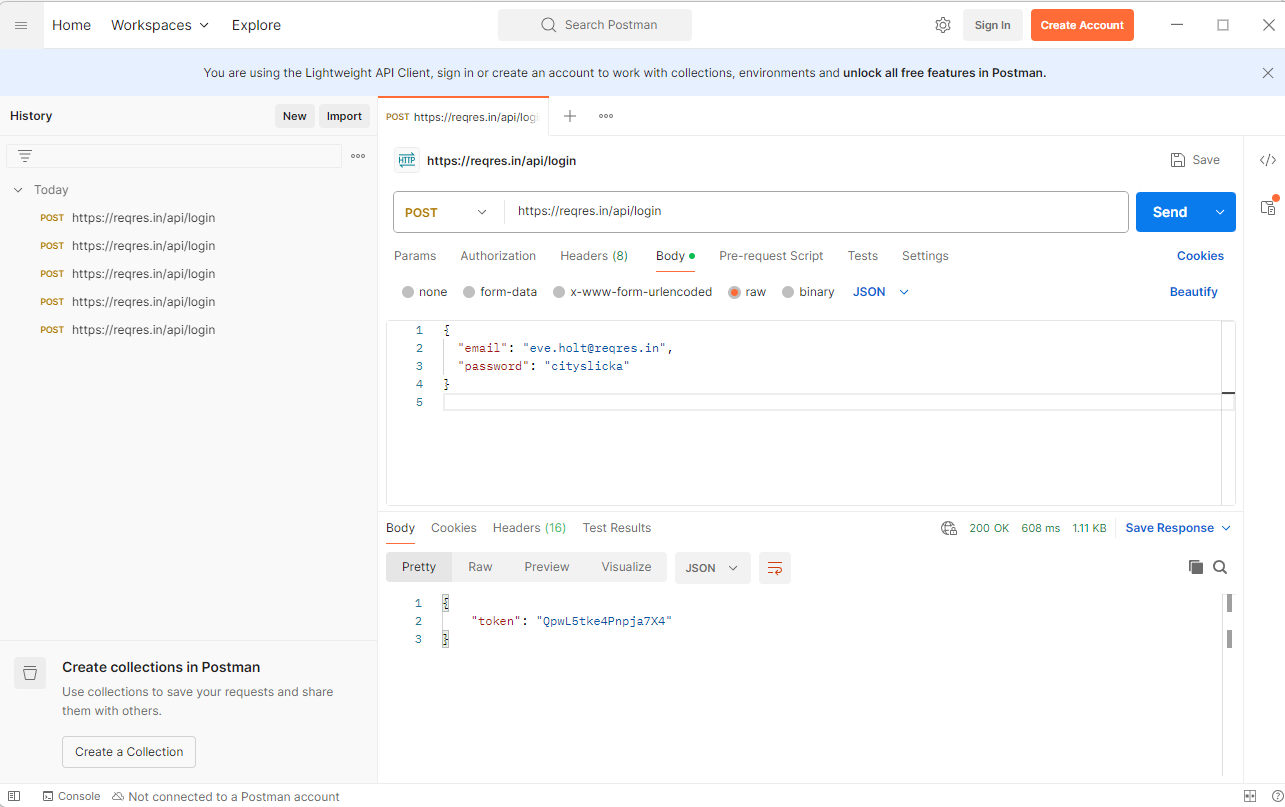 Home Workspaces Explore Search Postman Sign In Create Account
You are using the Lightweight API Client, sign in or create an account to work with collections, environments and unlock all free features in Postman.
History New Import
Today
POST https://reqres.in/api/login
POST https://reqres.in/api/login
POST https://reqres.in/api/login
POST https://reqres.in/api/login
POST https://reqres.in/api/login
Create collections in Postman
Use collections to save your requests and share
them with others.
Create a Collection
POST https://reqres.in/api/log
HTTP https://reqres.in/api/login Save
POST https://reqres.in/api/login Send
Params Authorization Headers (8) Body Pre-request Script Tests Settings Cookies
none form-data x-www-form-urlencoded raw binary JSON Beautify
1 {
2 "email": "eve.holt@reqres.in",
3 "password": "cityslicka"
4 }
5
Body Cookies Headers (16) Test Results 200 OK 608 ms 1.11 KB Save Response
Pretty Raw Preview Visualize JSON
1 {
2 "token": "QpwL5tke4Pnpja7X4"
3 }
Console Not connected to a Postman account